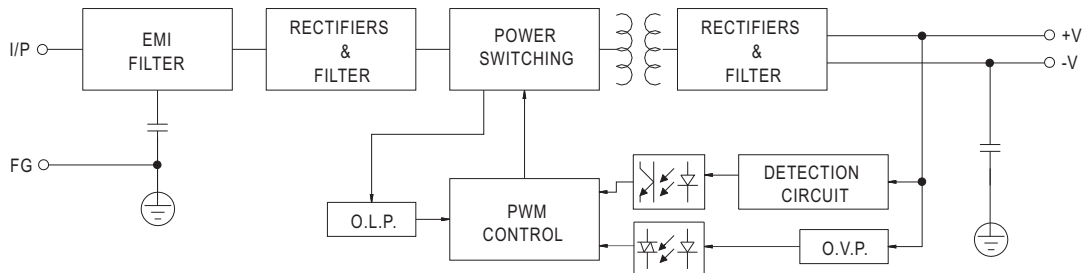 I/P
EMI
FILTER
RECTIFIERS
&
FILTER
POWER
SWITCHING
RECTIFIERS
&
FILTER
+V
-V
FG
O.L.P.
PWM
CONTROL
DETECTION
CIRCUIT
O.V.P.